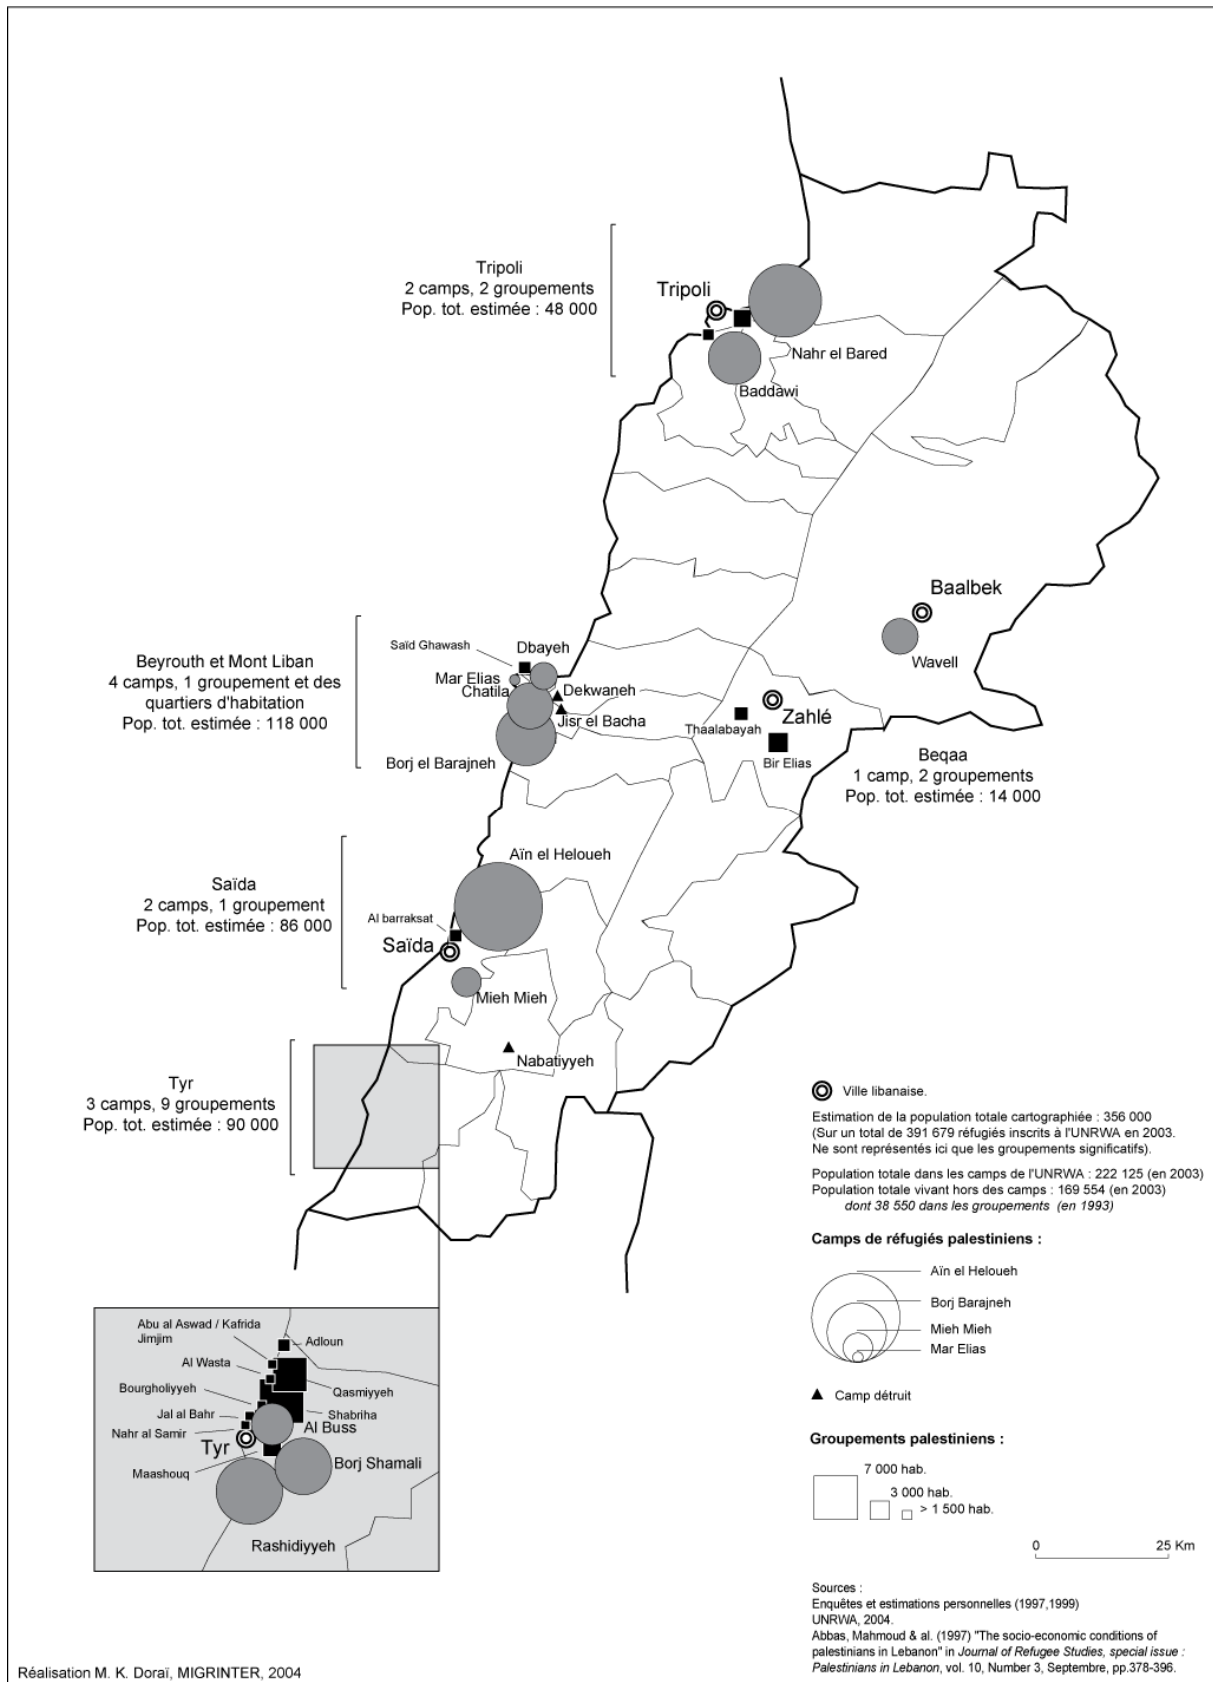 Tripoli
2 camps, 2 groupements
Pop. tot. estimée : 48 000
Tripoli
Nahr el Bared
Baddawi
Baalbek
Wavell
Beyrouth et Mont Liban
4 camps, 1 groupement et des
quartiers d'habitation
Pop. tot. estimée : 118 000
Saïd Ghawash
Dbayeh
Mar Elias
Chatila
Dekwaneh
Jisr el Bacha
Borj el Barajneh
Zahlé
Thaalabayah
Bir Elias
Beqaa
1 camp, 2 groupements
Pop. tot. estimée : 14 000
Saïda
2 camps, 1 groupement
Pop. tot. estimée : 86 000
Aïn el Heloueh
Al barraksat
Saïda
Mieh Mieh
Nabatiyyeh
Tyr
3 camps, 9 groupements
Pop. tot. estimée : 90 000
Abu al Aswad / Kafrida
Jimjim
Adloun
Al Wasta
Qasmiyyeh
Bourgholiyyeh
Shabriha
Jal al Bahr
Al Buss
Nahr al Samir
Tyr
Borj Shamali
Maashouq
Rashidiyyeh
Ville libanaise.
Estimation de la population totale cartographiée : 356 000
(Sur un total de 391 679 réfugiés inscrits à l'UNRWA en 2003.
Ne sont représentés ici que les groupements significatifs).
Population totale dans les camps de l'UNRWA : 222 125 (en 2003)
Population totale vivant hors des camps : 169 554 (en 2003)
dont 38 550 dans les groupements (en 1993)
Camps de réfugiés palestiniens :
Aïn el Heloueh
Borj Barajneh
Mieh Mieh
Mar Elias
Camp détruit
Groupements palestiniens :
7 000 hab.
3 000 hab.
> 1 500 hab.
0 25 Km
Sources :
Enquêtes et estimations personnelles (1997,1999)
UNRWA, 2004.
Abbas, Mahmoud & al. (1997) "The socio-economic conditions of
palestinians in Lebanon" in Journal of Refugee Studies, special issue :
Palestinians in Lebanon, vol. 10, Number 3, Septembre, pp.378-396.
Réalisation M. K. Doraï, MIGRINTER, 2004